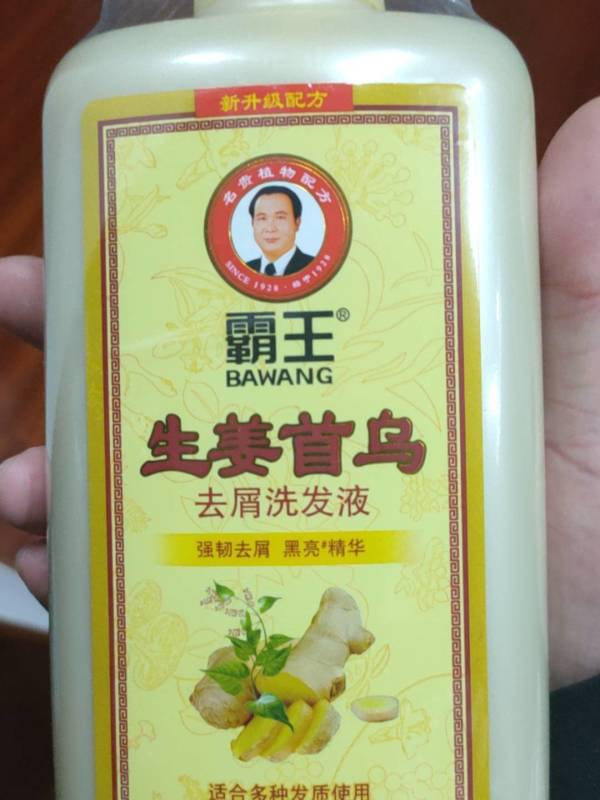 新升级配方
名贵植物配方
SINCE 1928 · 始于1928
霸王®
BAWANG
生姜首乌
去屑洗发液
强韧去屑 黑亮#精华
适合多种发质使用